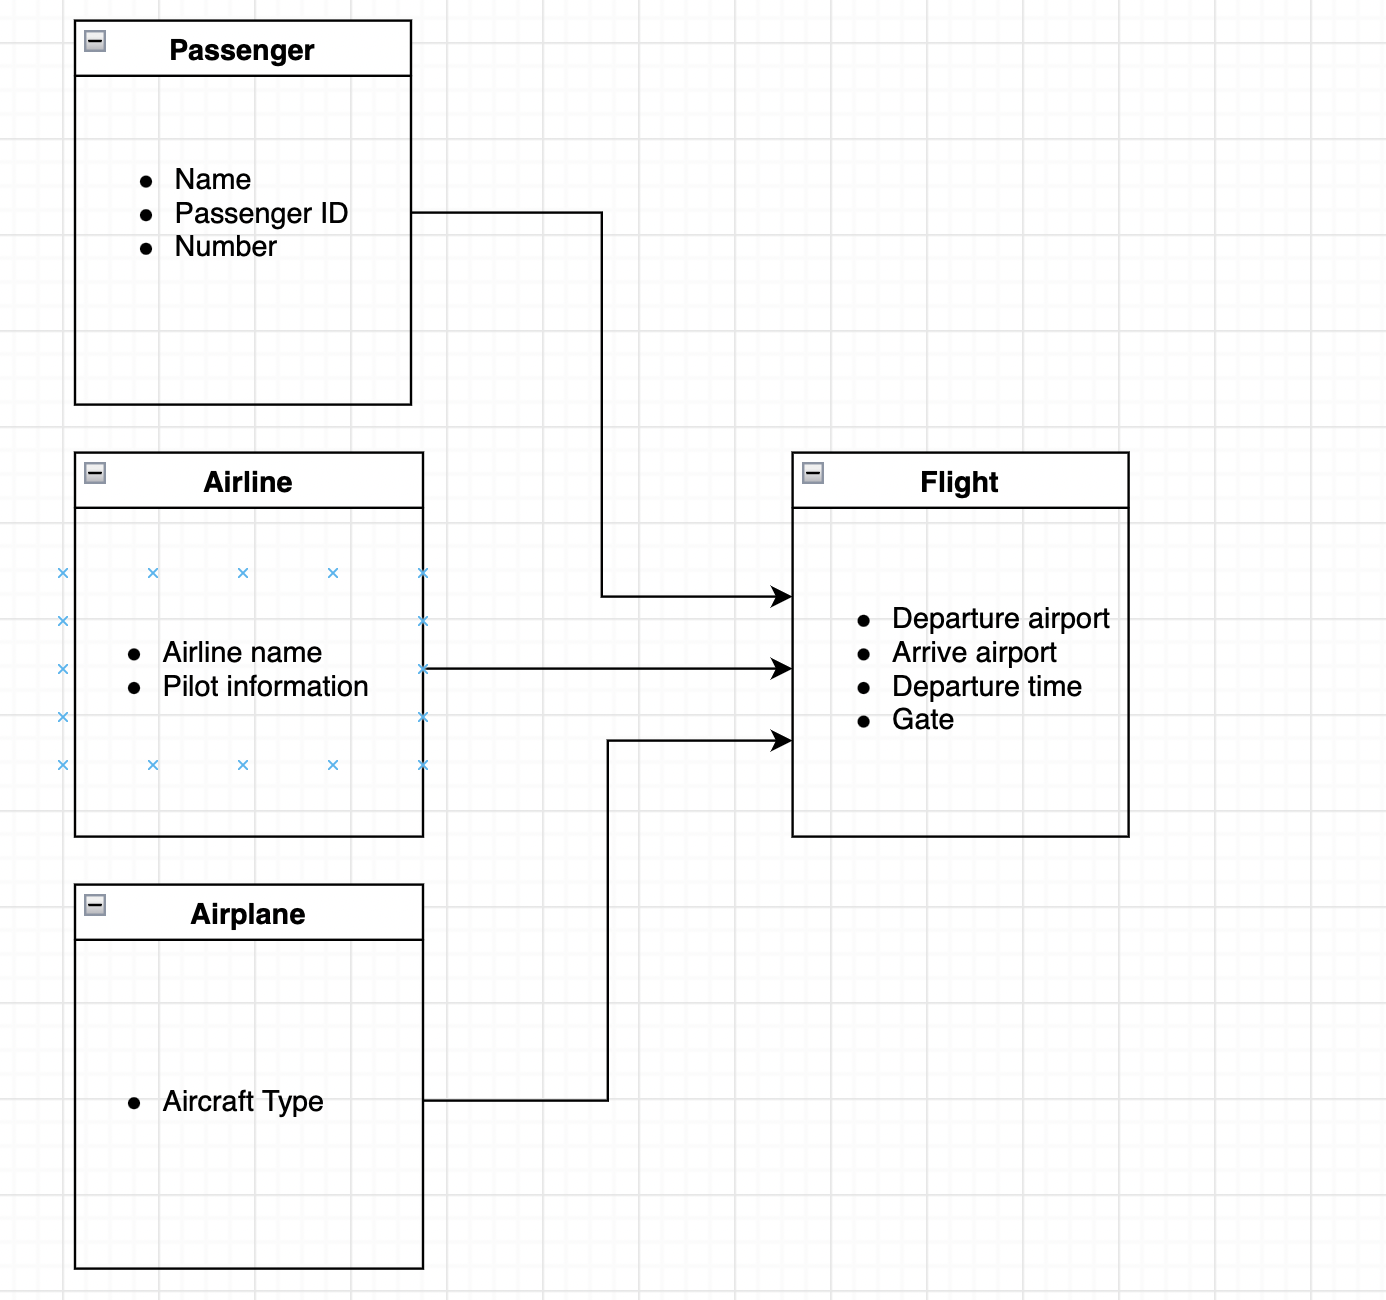 Passenger
● Name
● Passenger ID
● Number
Airline
● Airline name
● Pilot information
Flight
● Departure airport
● Arrive airport
● Departure time
● Gate
Airplane
● Aircraft Type